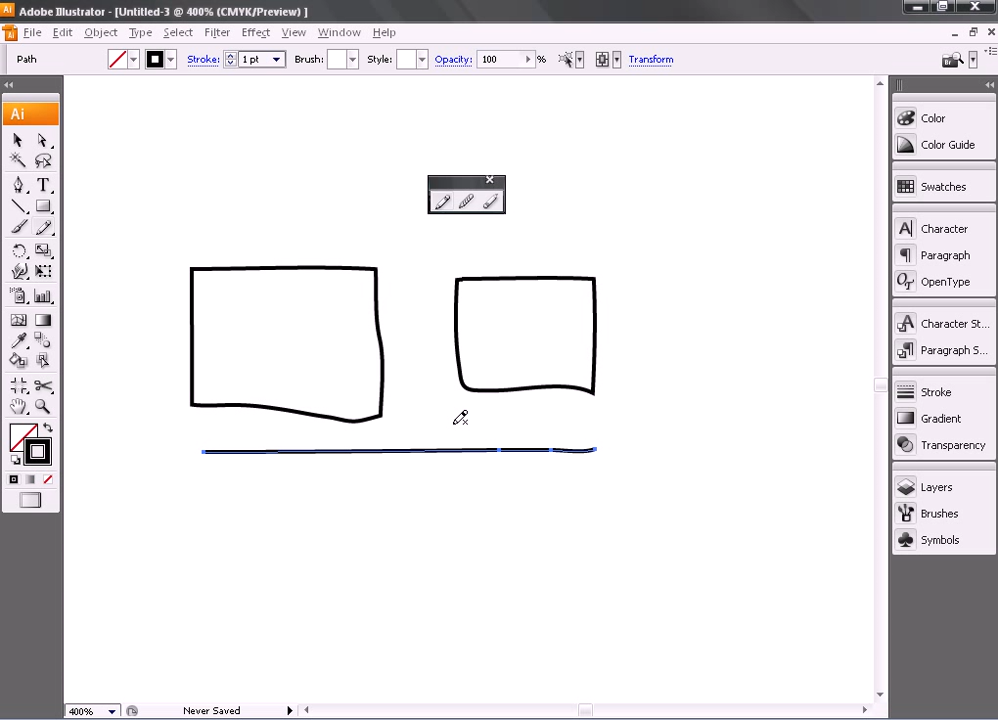 Ai Adobe Illustrator - [Untitled-3 @ 400% (CMYK/Preview) ]
File Edit Object Type Select Filter Effect View Window Help
Path Stroke: 1 pt Brush: Style: Opacity: 100 % Transform Br
Ai
T
Color
Color Guide
Swatches
Character
Paragraph
OpenType
Character St...
Paragraph S...
Stroke
Gradient
Transparency
Layers
Brushes
Symbols
400% Never Saved